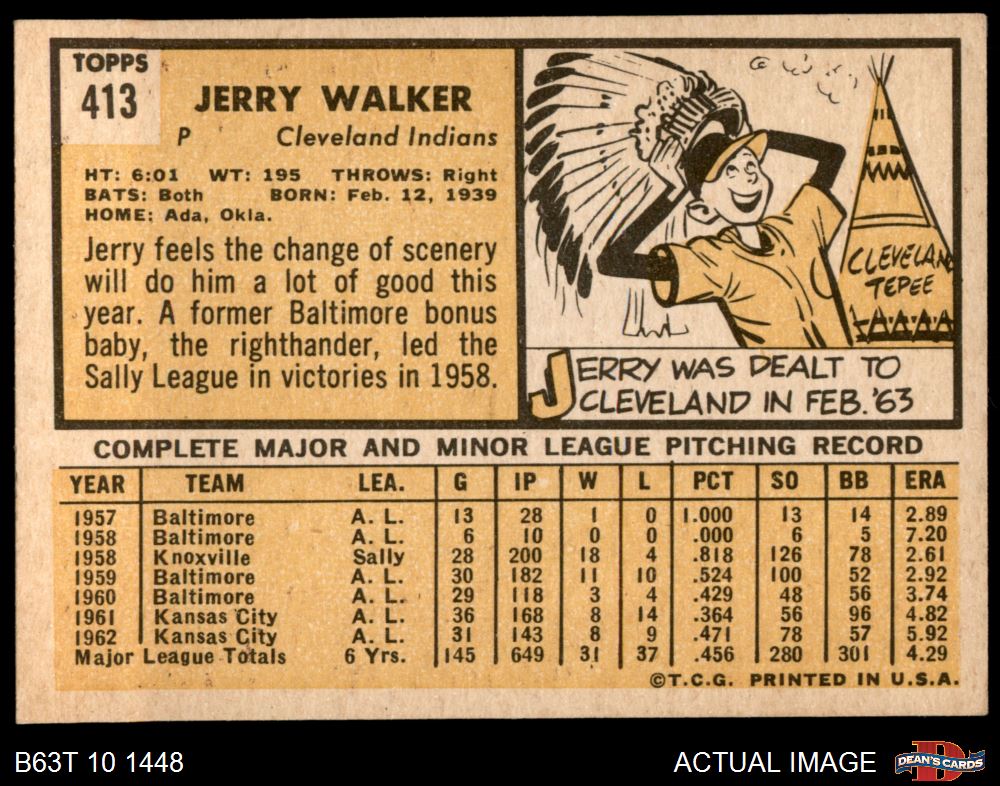 TOPPS
413
JERRY WALKER
P Cleveland Indians
HT: 6:01 WT: 195 THROWS: Right
BATS: Both BORN: Feb. 12, 1939
HOME: Ada, Okla.
Jerry feels the change of scenery
will do him a lot of good this
year. A former Baltimore bonus
baby, the righthander, led the
Sally League in victories in 1958.
CLEVELAN
TEPEE
JERRY WAS DEALT TO
CLEVELAND IN FEB. '63
COMPLETE MAJOR AND MINOR LEAGUE PITCHING RECORD
YEAR TEAM LEA. G IP W L PCT SO BB ERA
1957 Baltimore A. L. 13 28 1 0 1.000 13 14 2.89
1958 Baltimore A. L. 6 10 0 0 .000 6 5 7.20
1958 Knoxville Sally 28 200 18 4 .818 126 78 2.61
1959 Baltimore A. L. 30 182 11 10 .524 100 52 2.92
1960 Baltimore A. L. 29 118 3 4 .429 48 56 3.74
1961 Kansas City A. L. 36 168 8 14 .364 56 96 4.82
1962 Kansas City A. L. 31 143 8 9 .471 78 57 5.92
Major League Totals 6 Yrs. 145 649 31 37 .456 280 301 4.29
©T.C.G. PRINTED IN U.S.A.
B63T 10 1448
ACTUAL IMAGE
D
DEAN'S CARDS